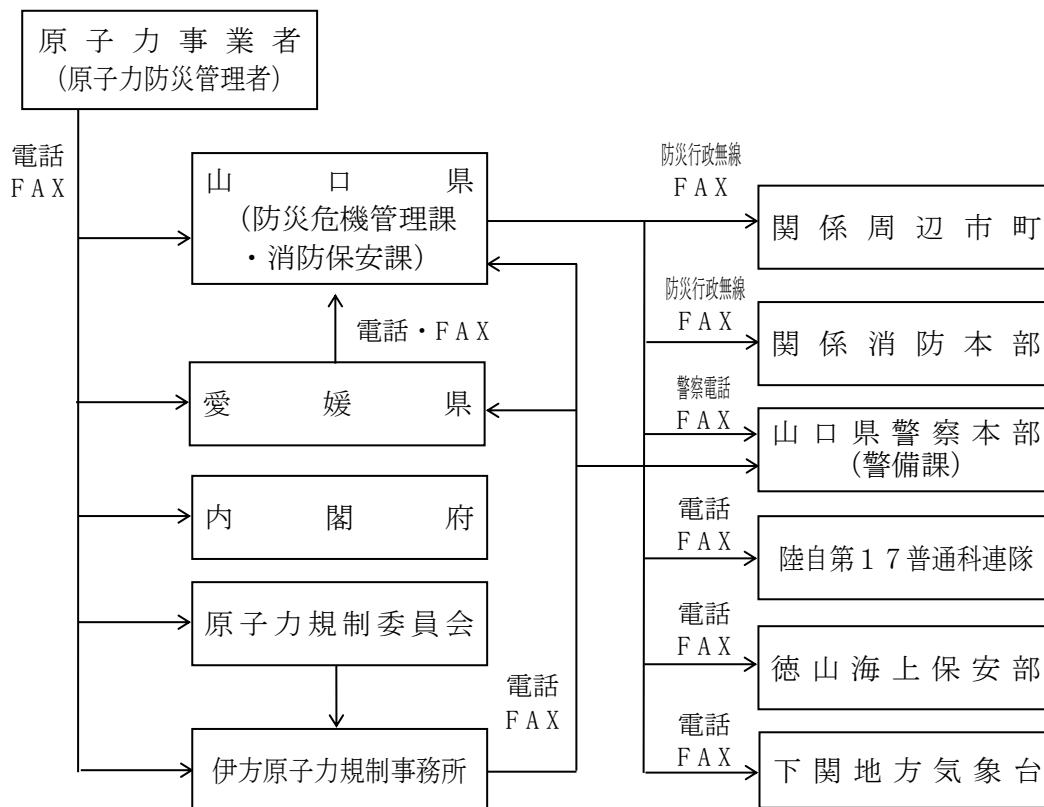 原子力事業者
(原子力防災管理者)
電話
FAX
山口県
(防災危機管理課
・消防保安課)
電話・FAX
愛媛県
内閣府
原子力規制委員会
伊方原子力規制事務所
電話
FAX
防災行政無線
FAX
関係周辺市町
防災行政無線
FAX
関係消防本部
警察電話
FAX
山口県警察本部
(警備課)
電話
FAX
陸自第17普通科連隊
電話
FAX
徳山海上保安部
電話
FAX
下関地方気象台